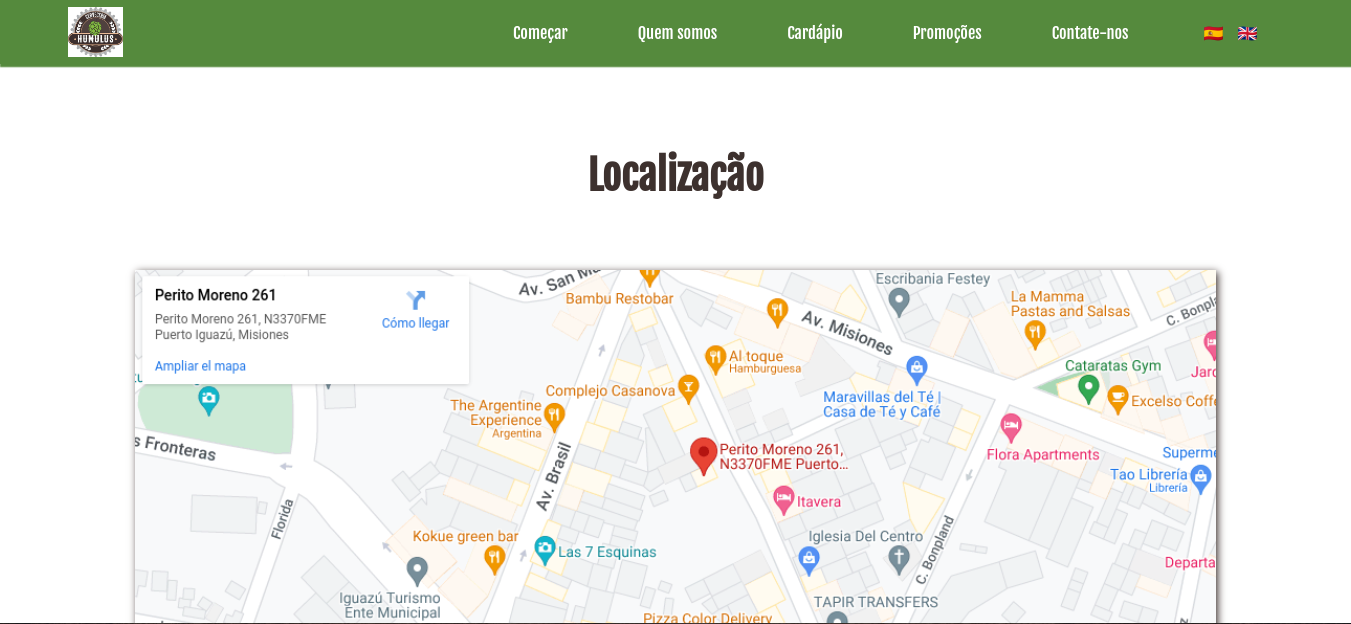 CERVECERIA
HUMULUS
Começar
Quem somos
Cardápio
Promoções
Contate-nos
Localização
Perito Moreno 261
Perito Moreno 261, N3370FME
Puerto Iguazú, Misiones
Cómo llegar
Ampliar el mapa
Av. San Ma
Bambu Restobar
Escribania Festey
La Mamma
Pastas and Salsas
C. Bonpla
Av. Misiones
Al toque
Hamburguesa
Cataratas Gym
Jard
Complejo Casanova
Maravillas del Té |
Casa de Té y Café
Excelso Coffe
The Argentine
Experience
Argentina
s Fronteras
Av. Brasil
Perito Moreno 261,
N3370FME Puerto...
Flora Apartments
Superme
Tao Librería
Librería
Itavera
Florida
Kokue green bar
Las 7 Esquinas
Iglesia Del Centro
C. Bonpland
Departa
Iguazú Turismo
Ente Municipal
TAPIR TRANSFERS
Pizza Color Delivery